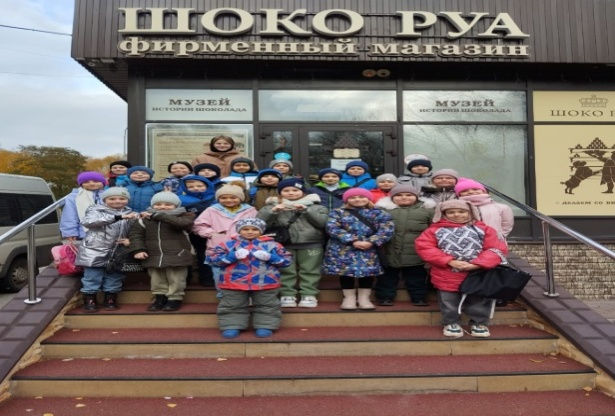 ШОКО РУА
фирменный магазин
МУЗЕЙ
ИСТОРИИ ШОКОЛАДА
МУЗЕЙ
ИСТОРИИ ШОКОЛАДА
ШОКО